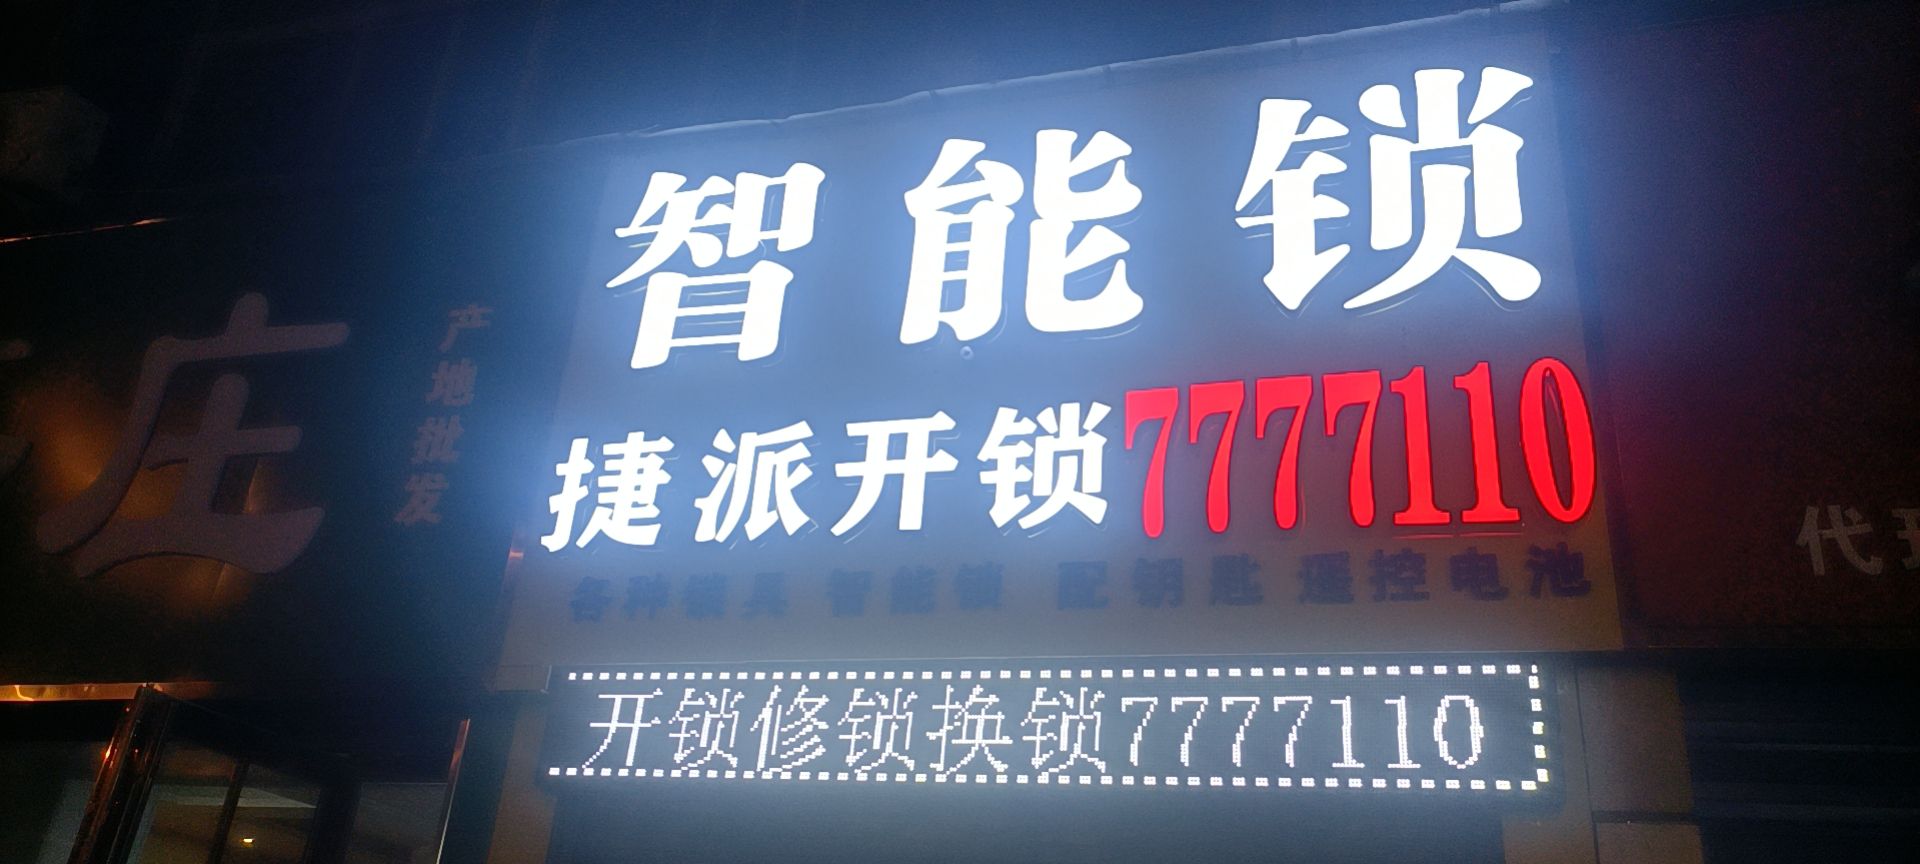 智能锁
捷派开锁7777110
各种锁具 智能锁 配钥匙 遥控电池
开锁修锁换锁7777110
庄
产地批发
代理